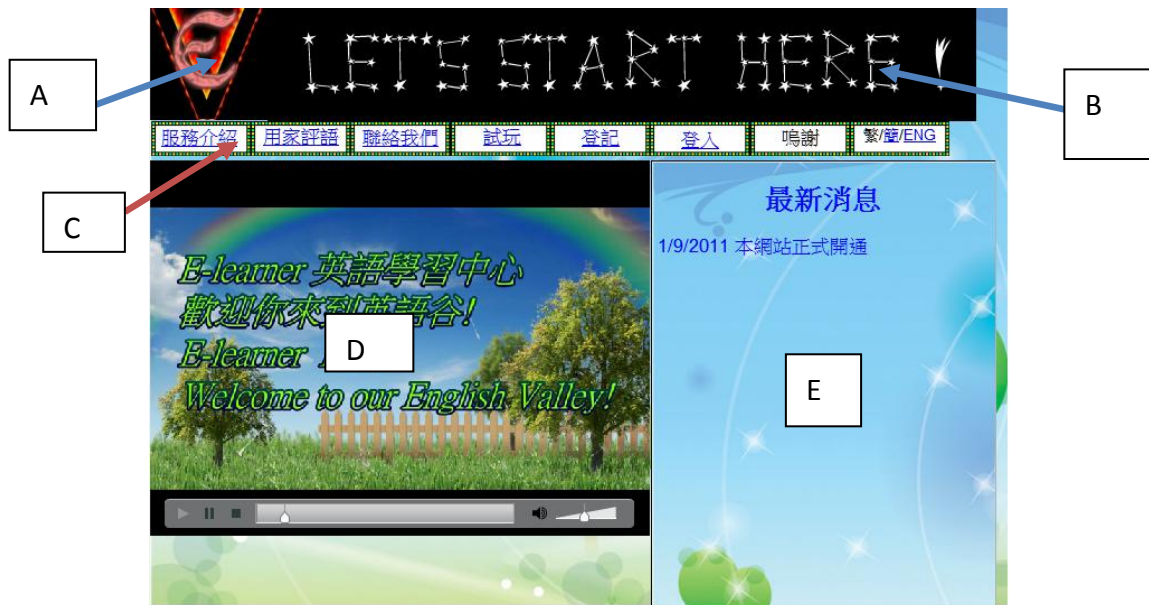 LET'S START HERE !
A
B
服務介紹 用家評語 聯絡我們 試玩 登記 登入 嗚謝 繁/簡/ENG
C
最新消息
1/9/2011 本網站正式開通
E-learner 英語學習中心
歡迎你來到英語谷!
E-learner
D
Welcome to our English Valley!
E